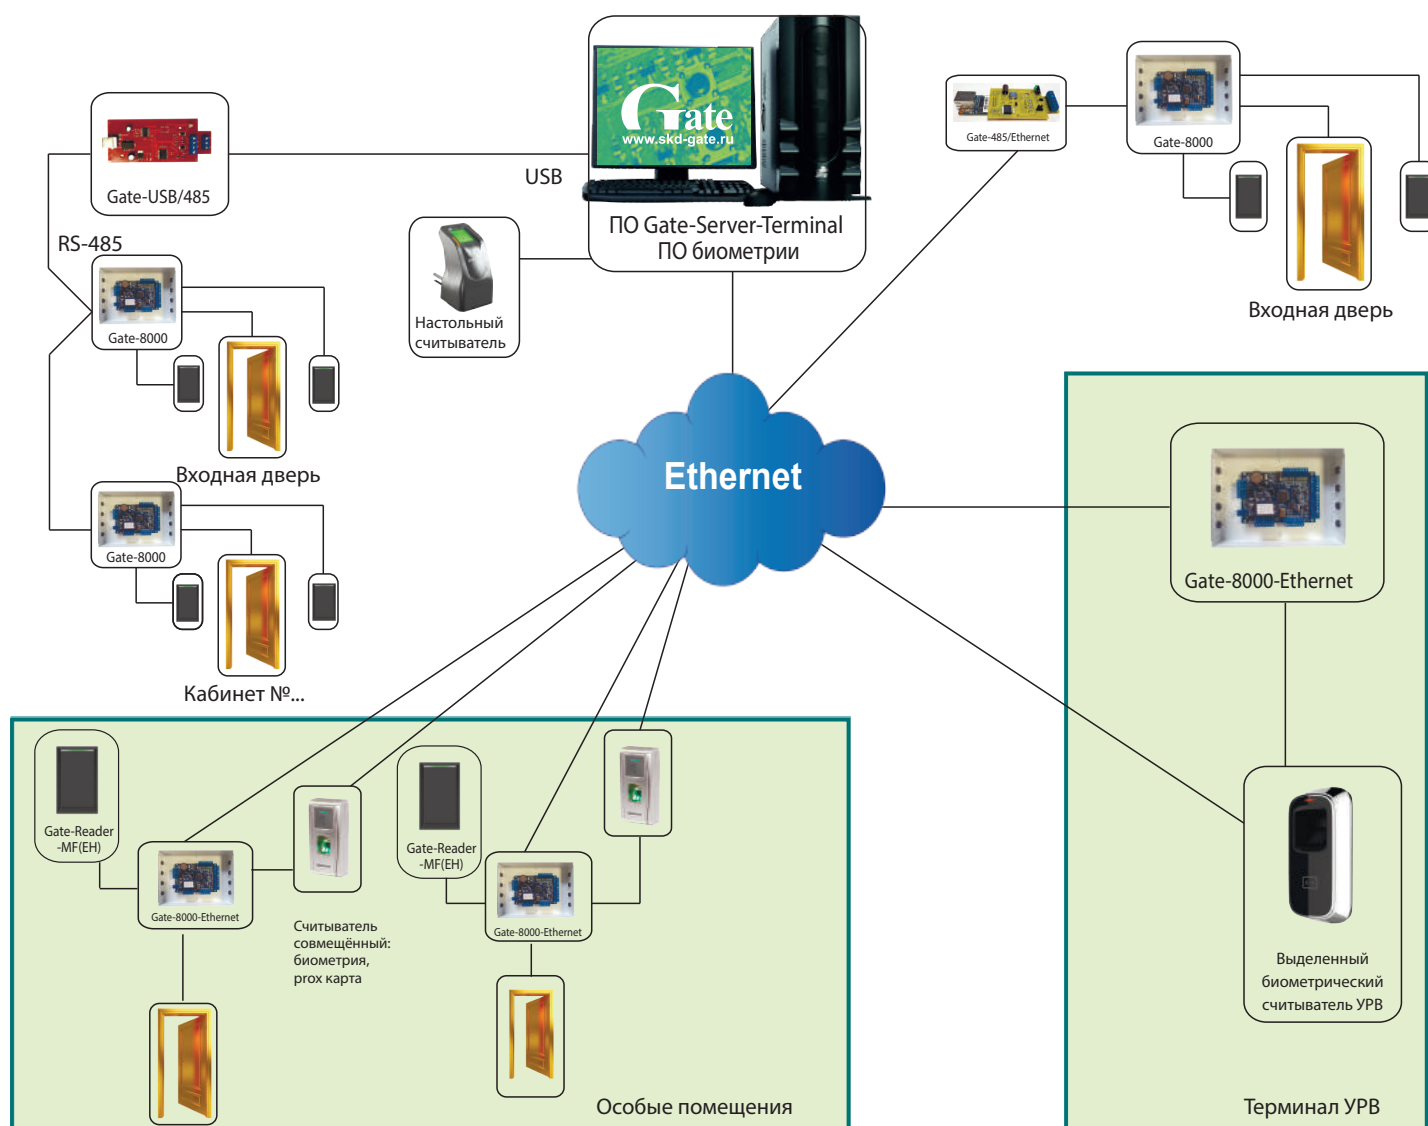 Gate
www.skd-gate.ru
Gate-USB/485
USB
ПО Gate-Server-Terminal
ПО биометрии
Gate-485/Ethernet
Gate-8000
Входная дверь
RS-485
Gate-8000
Настольный
считыватель
Входная дверь
Gate-8000
Кабинет №...
Ethernet
Gate-8000-Ethernet
Gate-Reader
-MF(EH)
Gate-8000-Ethernet
Считыватель
совмещённый:
биометрия,
prox карта
Gate-Reader
-MF(EH)
Gate-8000-Ethernet
Особые помещения
Выделенный
биометрический
считыватель УРВ
Терминал УРВ